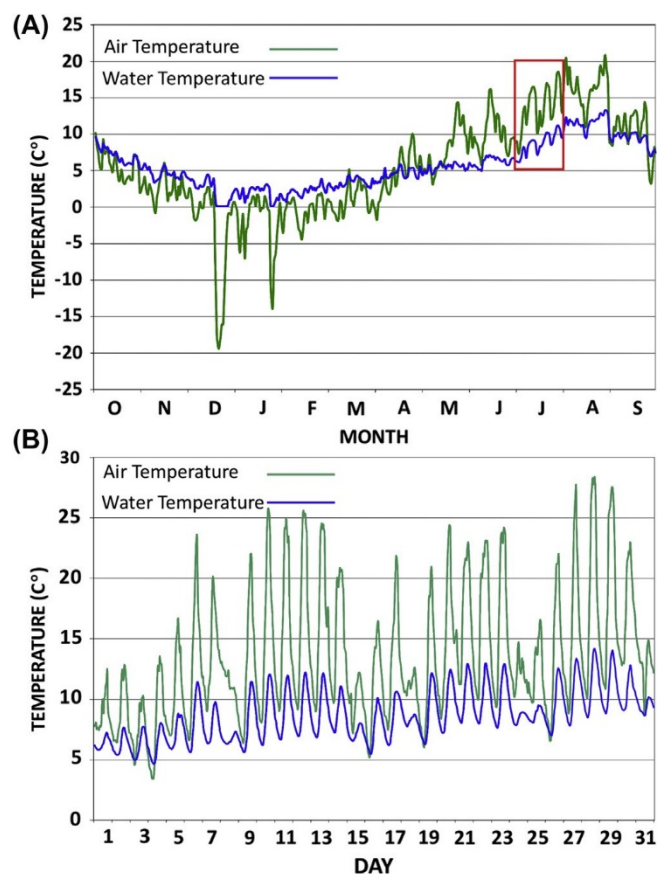 (A)
25
20
15
10
5
0
-5
-10
-15
-20
-25
TEMPERATURE (C°)
Air Temperature
Water Temperature
O N D J F M A M J J A S
MONTH
(B)
30
25
20
15
10
5
0
TEMPERATURE (C°)
Air Temperature
Water Temperature
1 3 5 7 9 11 13 15 17 19 21 23 25 27 29 31
DAY